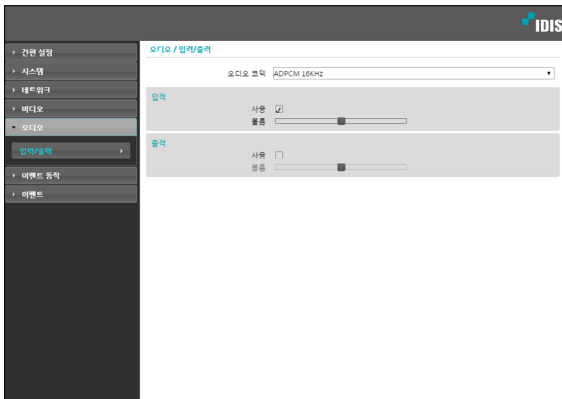 IDIS
간편 설정
시스템
네트워크
비디오
오디오
입력/출력
이벤트 동작
이벤트
오디오 / 입력/출력
오디오 코덱 ADPCM 16KHz
입력
사용
볼륨
출력
사용
볼륨